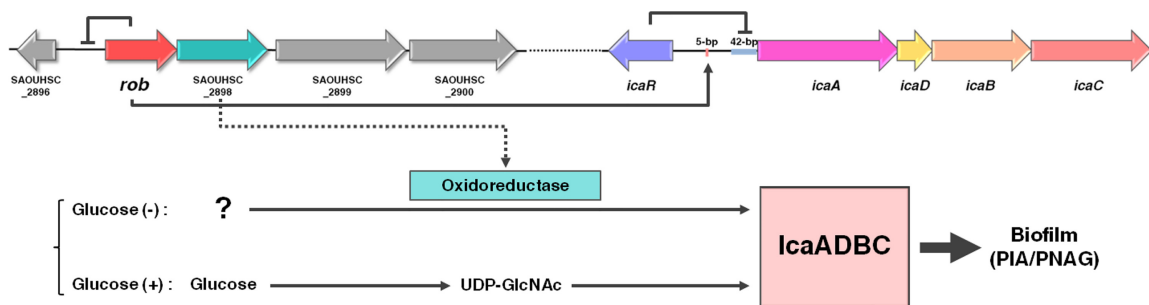 5-bp 42-bp
SAOUHSC
_2896
rob
SAOUHSC
_2898
SAOUHSC
_2899
SAOUHSC
_2900
icaR
icaA
icaD
icaB
icaC
Oxidoreductase
Glucose (-) : ?
IcaADBC
Biofilm
(PIA/PNAG)
Glucose (+) : Glucose UDP-GlcNAc